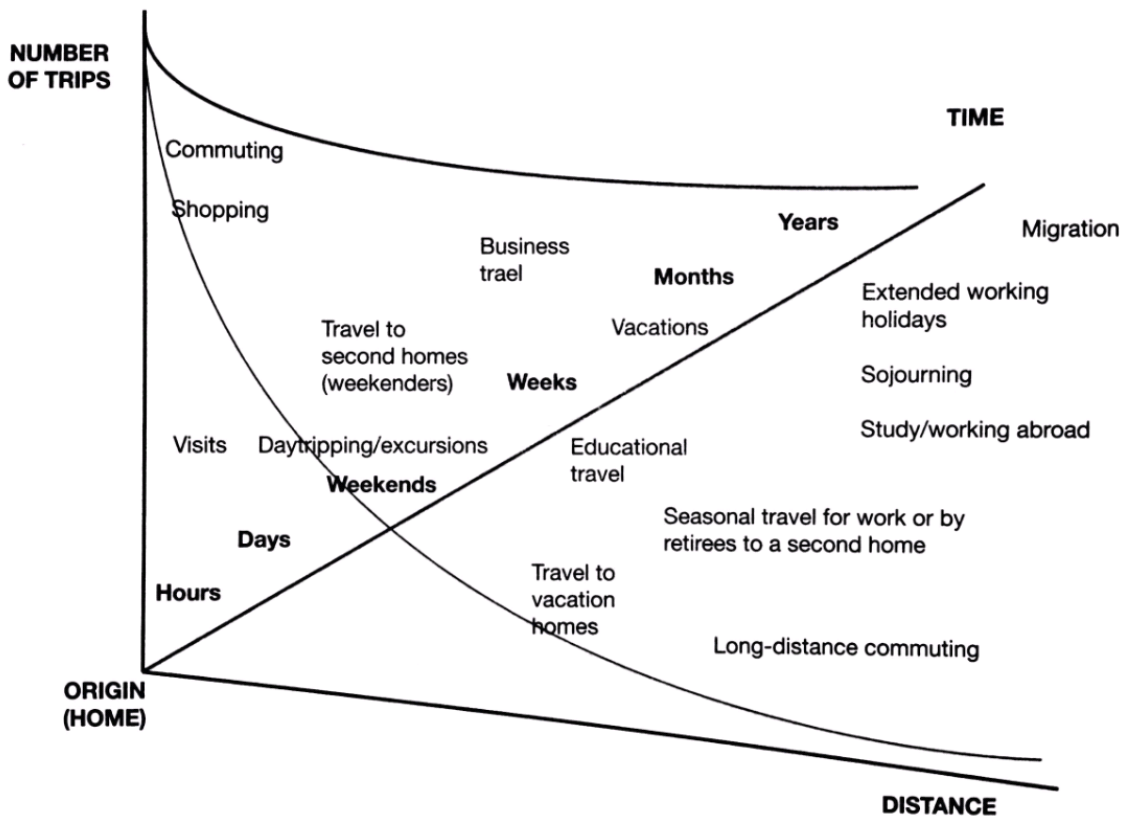 NUMBER
OF TRIPS
TIME
Commuting
Shopping
Years
Migration
Business
trael
Months
Extended working
holidays
Vacations
Travel to
second homes
(weekenders)
Weeks
Sojourning
Study/working abroad
Visits
Daytripping/excursions
Educational
travel
Weekends
Seasonal travel for work or by
retirees to a second home
Days
Travel to
vacation
homes
Hours
Long-distance commuting
ORIGIN
(HOME)
DISTANCE